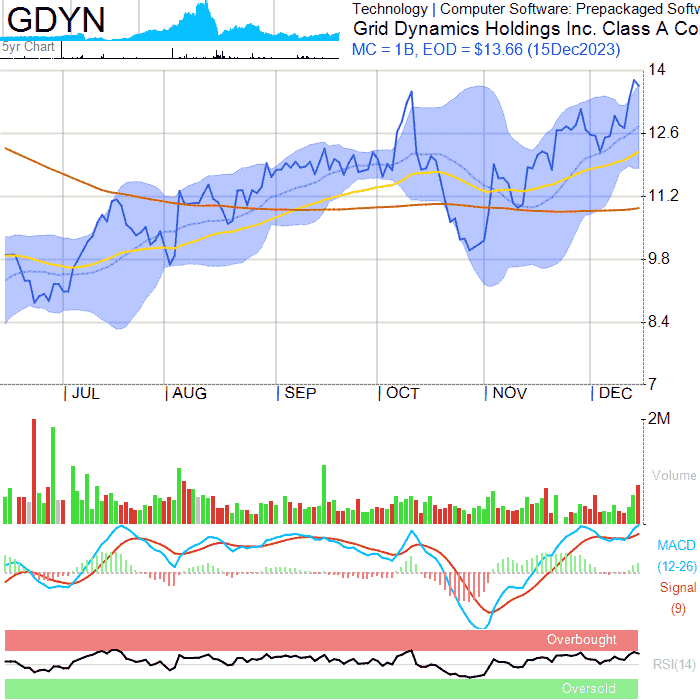 GDYN
5yr Chart
Technology | Computer Software: Prepackaged Softw
Grid Dynamics Holdings Inc. Class A Co
MC = 1B, EOD = $13.66 (15Dec2023)
14
12.6
11.2
9.8
8.4
7
JUL AUG SEP OCT NOV DEC
2M
Volume
MACD
(12-26)
Signal
(9)
Overbought
RSI(14)
Oversold